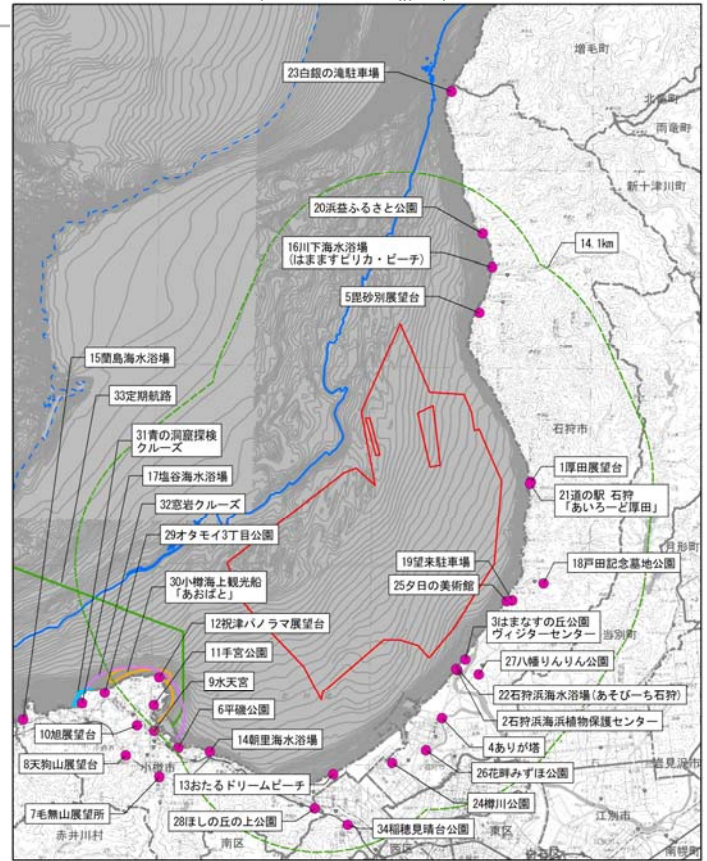 増毛町
23白銀の滝駐車場
北竜町
雨竜町
新十津川町
20浜益ふるさと公園
14.1km
16川下海水浴場
(はまますピリカ・ビーチ)
5毘砂別展望台
15蘭島海水浴場
33定期航路
31青の洞窟探検
クルーズ
17塩谷海水浴場
32窓岩クルーズ
29オタモイ3丁目公園
30小樽海上観光船
「あおばと」
12祝津パノラマ展望台
11手宮公園
9水天宮
6平磯公園
10旭展望台
14朝里海水浴場
8天狗山展望台
小樽市
13おたるドリームビーチ
7毛無山展望所
28ほしの丘の上公園
赤井川村
南区
石狩市
1厚田展望台
21道の駅 石狩
「あいろーど厚田」
月形町
19望来駐車場
18戸田記念墓地公園
25夕日の美術館
当別町
3はまなすの丘公園
ヴィジターセンター
27八幡りんりん公園
22石狩浜海水浴場(あそびーち石狩)
2石狩浜海浜植物保護センター
4ありが塔
岩見沢市
26花畔みずほ公園
24樽川公園
江別市
東区
34稲穂見晴台公園
西区
白石区
南幌町